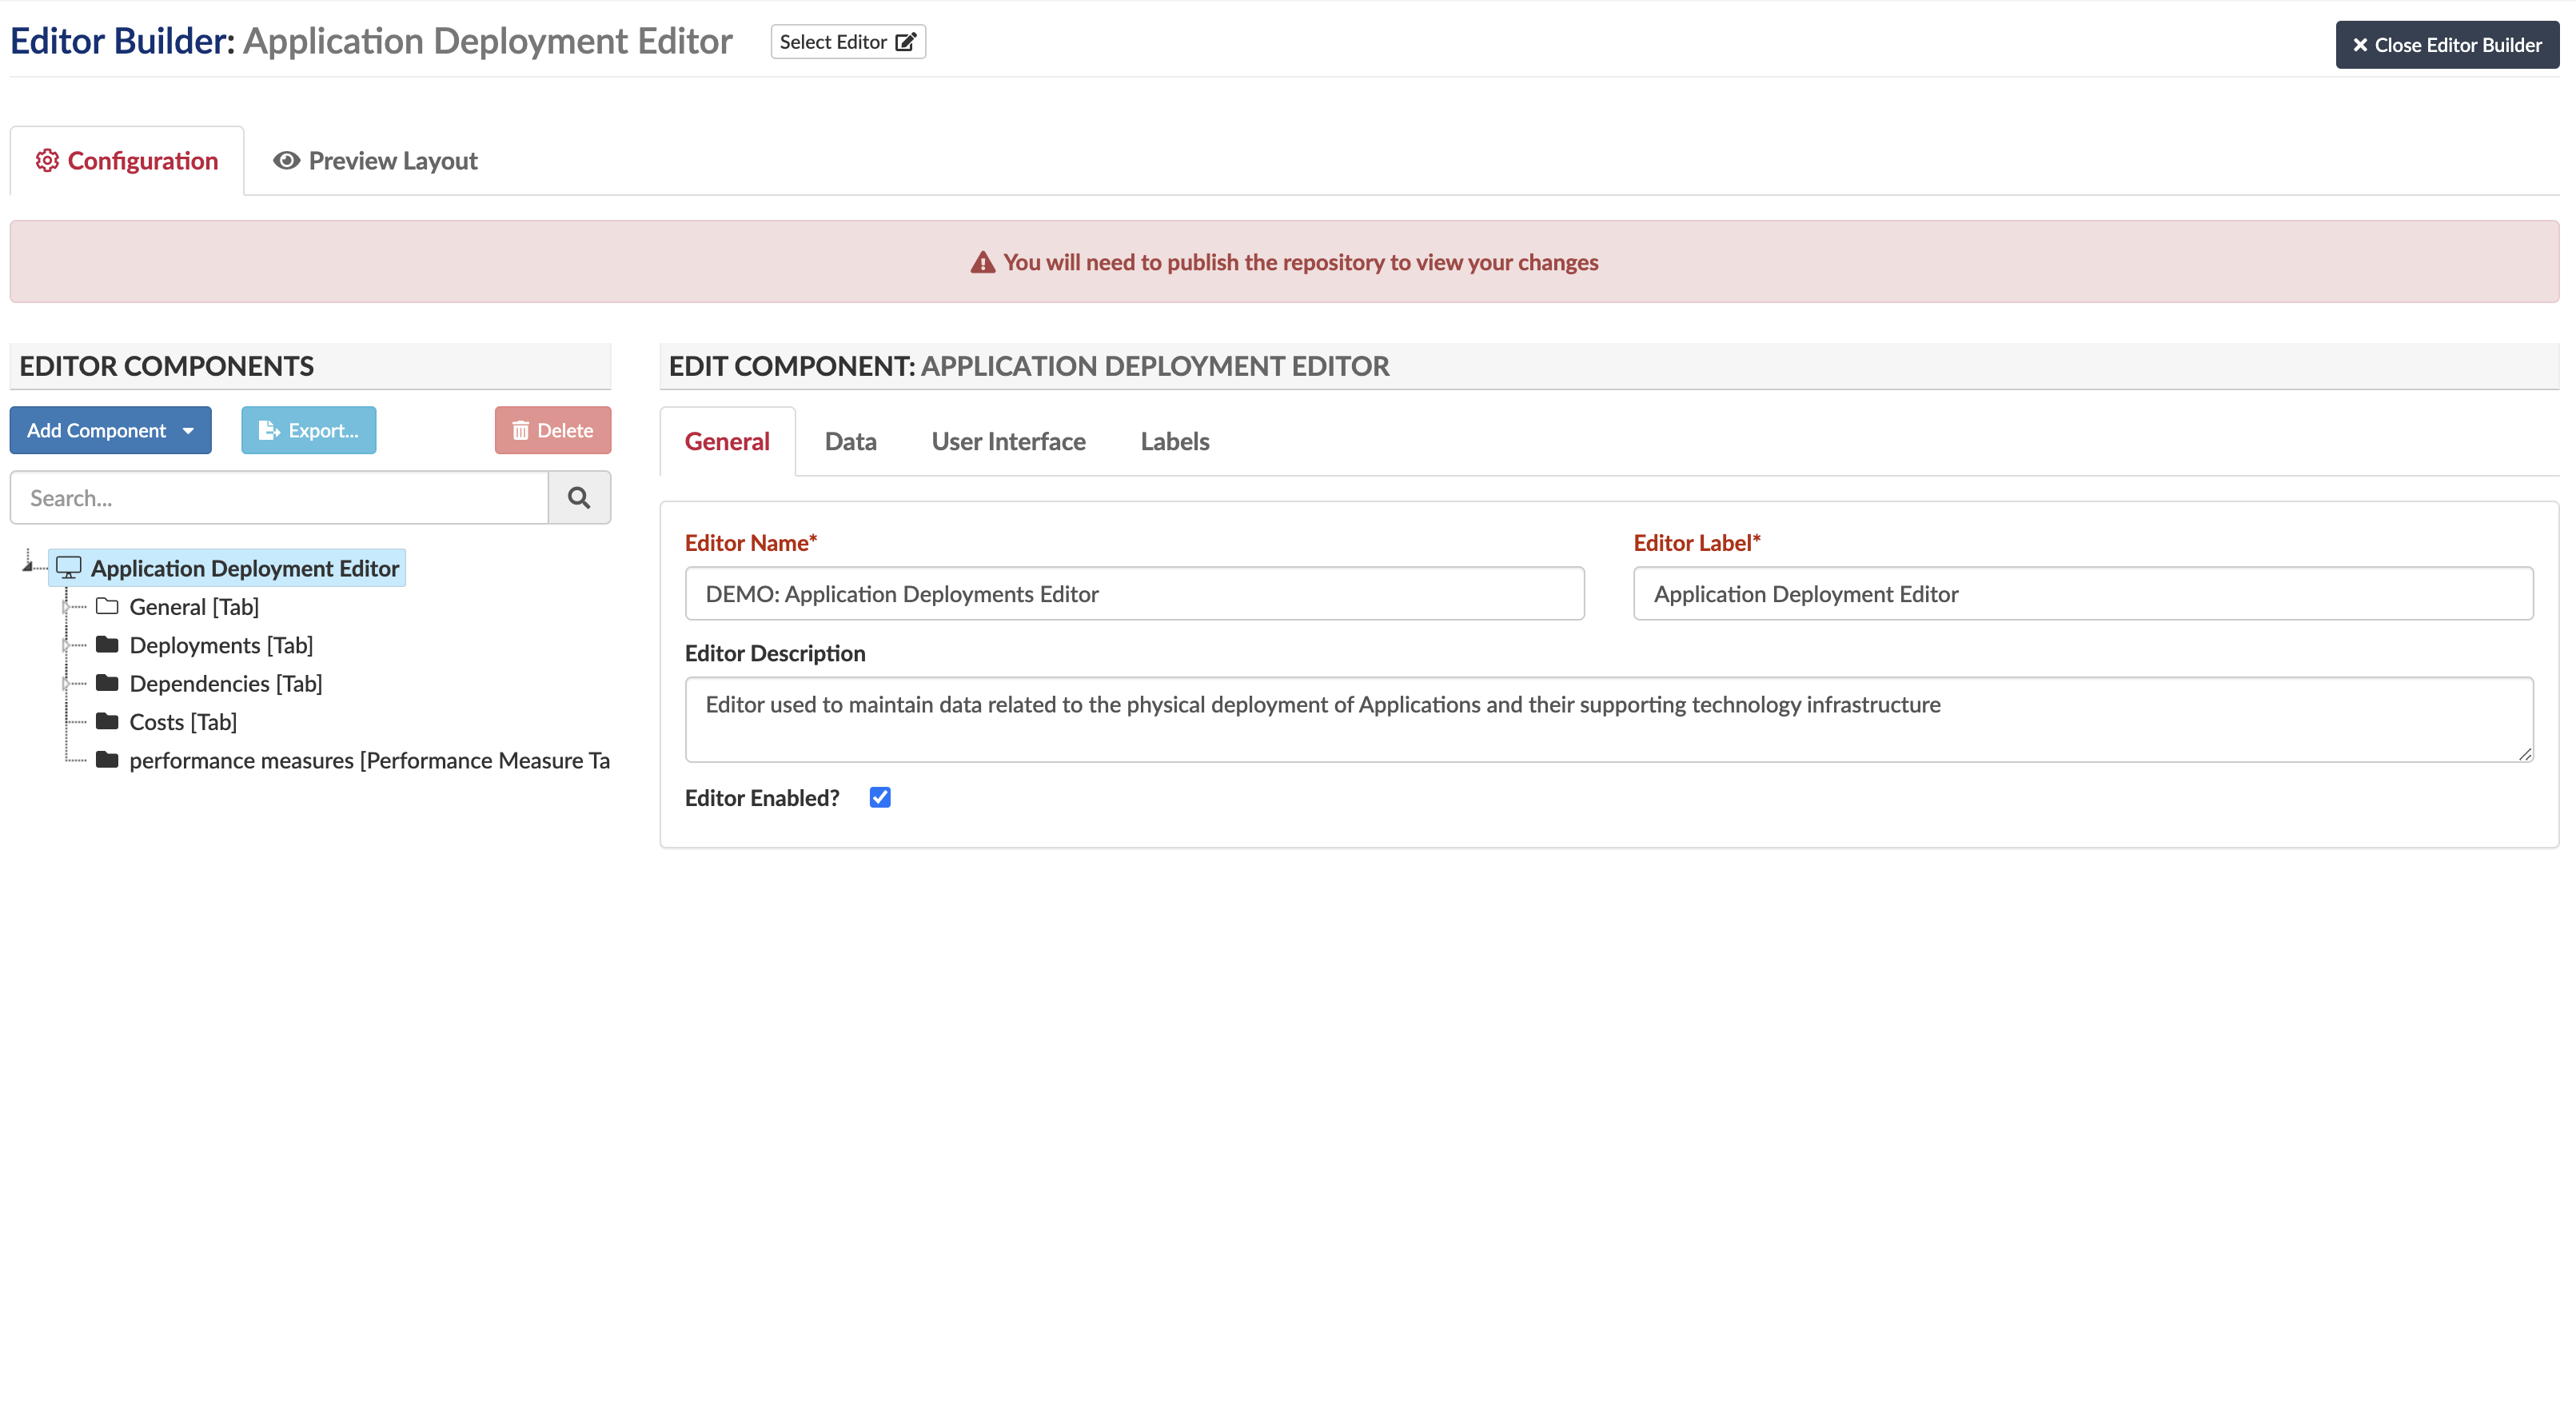 Editor Builder: Application Deployment Editor Select Editor
Close Editor Builder
Configuration Preview Layout
You will need to publish the repository to view your changes
EDITOR COMPONENTS
Add Component Export... Delete
Search...
Application Deployment Editor
General [Tab]
Deployments [Tab]
Dependencies [Tab]
Costs [Tab]
performance measures [Performance Measure Ta
EDIT COMPONENT: APPLICATION DEPLOYMENT EDITOR
General Data User Interface Labels
Editor Name* Editor Label*
DEMO: Application Deployments Editor Application Deployment Editor
Editor Description
Editor used to maintain data related to the physical deployment of Applications and their supporting technology infrastructure
Editor Enabled?